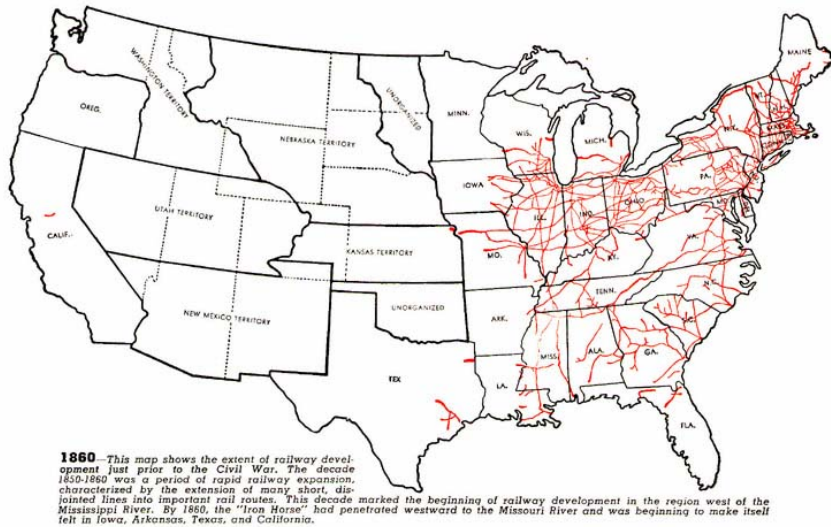 MAINE
WASHINGTON TERRITORY
OREG.
UNORGANIZED
MINN.
WIS.
MICH.
VT.
N.H.
MASS.
N.Y.
NEBRASKA TERRITORY
IOWA
PA.
OHIO
MD.
UTAH TERRITORY
ILL.
IND.
CALIF.
KANSAS TERRITORY
MO.
KY.
VA.
NEW MEXICO TERRITORY
UNORGANIZED
TENN.
N.C.
ARK.
S.C.
TEX
MISS.
ALA.
GA.
LA.
FLA.
1860—This map shows the extent of railway devel-
opment just prior to the Civil War. The decade
1850-1860 was a period of rapid railway expansion,
characterized by the extension of many short, dis-
jointed lines into important rail routes. This decade marked the beginning of railway development in the region west of the
Mississippi River. By 1860, the "Iron Horse" had penetrated westward to the Missouri River and was beginning to make itself
felt in Iowa, Arkansas, Texas, and California.